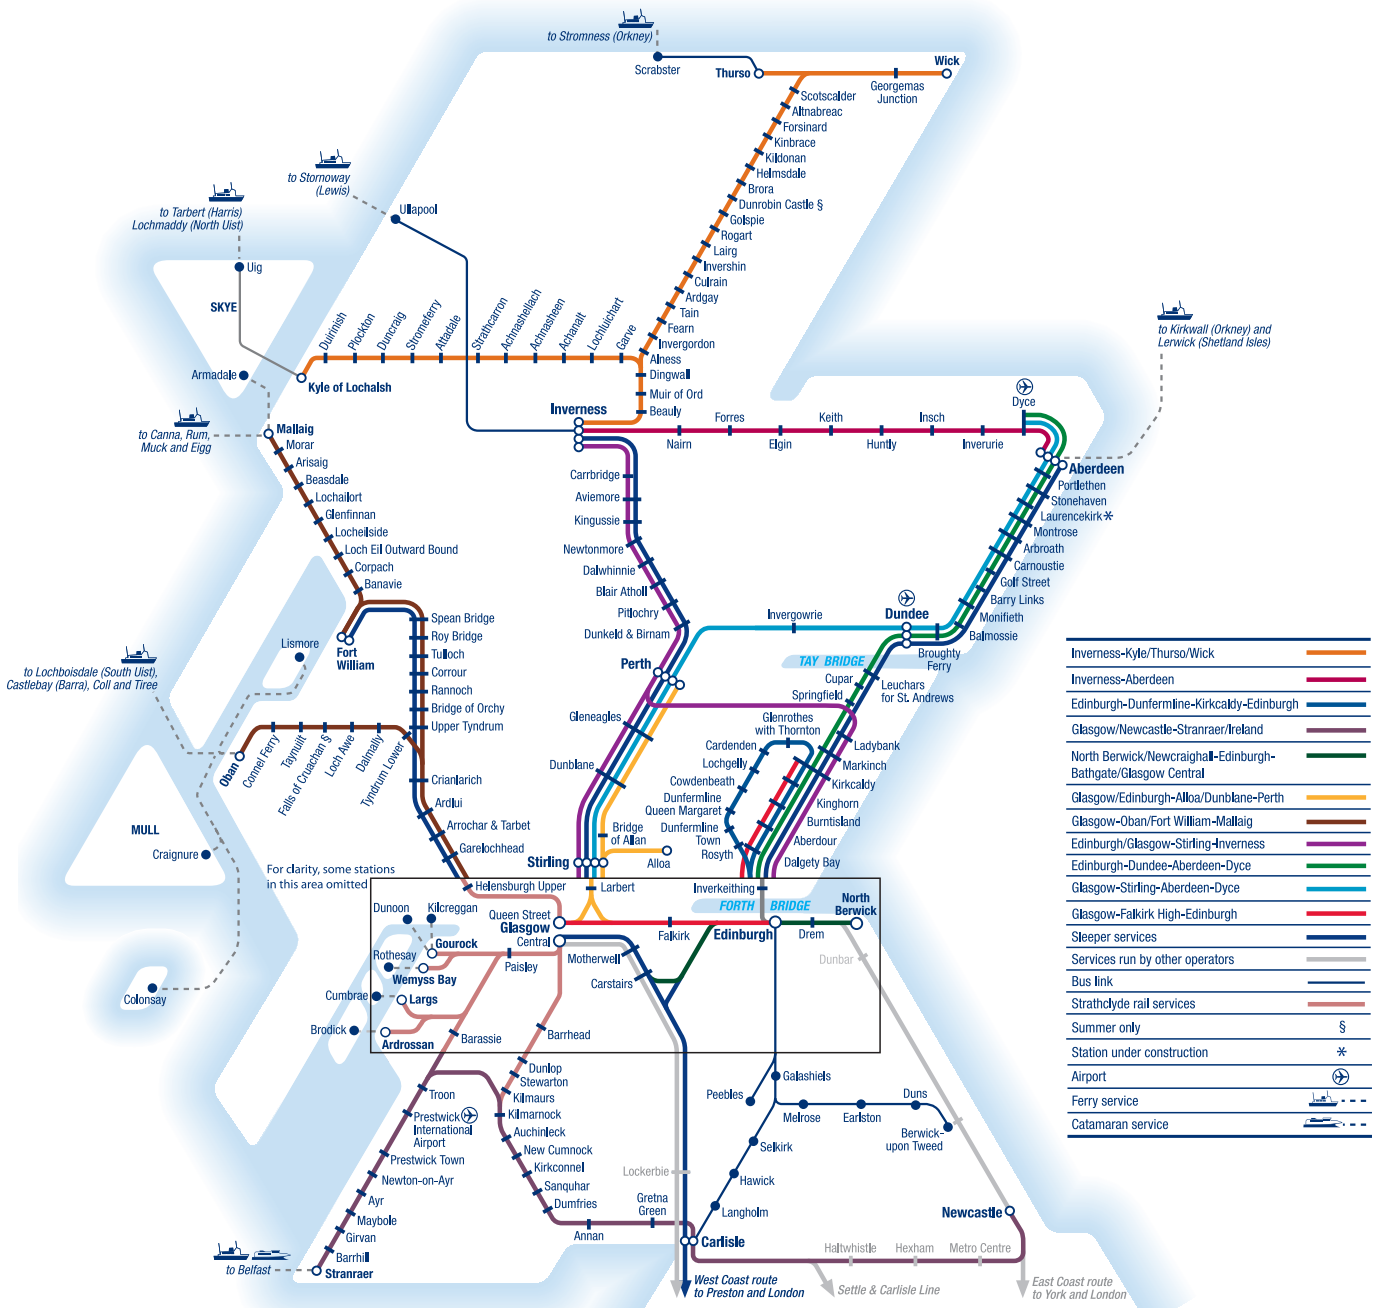 to Stromness (Orkney)
Scrabster
Thurso
Wick
Georgemas
Junction
Scotscalder
Altnabreac
Forsinard
Kinbrace
Kildonan
Helmsdale
Brora
Dunrobin Castle §
Golspie
Rogart
Lairg
Invershin
Culrain
Ardgay
Tain
Fearn
Invergordon
Alness
Dingwall
Muir of Ord
Beauly
to Stornoway
(Lewis)
Ullapool
to Tarbert (Harris)
Lochmaddy (North Uist)
Uig
SKYE
Armadale
Kyle of Lochalsh
Duirinish
Plockton
Duncraig
Stromeferry
Attadale
Strathcarron
Achnashellach
Achnasheen
Achanalt
Lochluichart
Garve
to Kirkwall (Orkney) and
Lerwick (Shetland Isles)
Inverness
Nairn
Forres
Elgin
Keith
Huntly
Insch
Inverurie
Dyce
Aberdeen
Portlethen
Stonehaven
Laurencekirk*
Montrose
Arbroath
Carnoustie
Golf Street
Barry Links
Monifieth
Balmossie
Broughty
Ferry
Dundee
Invergowrie
TAY BRIDGE
Leuchars
for St. Andrews
Cupar
Springfield
Ladybank
Markinch
Kirkcaldy
Kinghorn
Burntisland
Aberdour
Dalgety Bay
Glenrothes
with Thornton
Cardenden
Lochgelly
Cowdenbeath
Dunfermline
Queen Margaret
Dunfermline
Town
Rosyth
Inverkeithing
FORTH BRIDGE
Carrbridge
Aviemore
Kingussie
Newtonmore
Dalwhinnie
Blair Atholl
Pitlochry
Dunkeld & Birnam
Perth
Gleneagles
Dunblane
Bridge
of Allan
Alloa
Stirling
Larbert
to Canna, Rum,
Muck and Eigg
Mallaig
Morar
Arisaig
Beasdale
Lochailort
Glenfinnan
Locheilside
Loch Eil Outward Bound
Corpach
Banavie
Fort
William
Spean Bridge
Roy Bridge
Tulloch
Corrour
Rannoch
Bridge of Orchy
Upper Tyndrum
Crianlarich
Ardlui
Arrochar & Tarbet
Garelochhead
Helensburgh Upper
Lismore
to Lochboisdale (South Uist),
Castlebay (Barra), Coll and Tiree
Oban
Connel Ferry
Taynuilt
Falls of Cruachan §
Loch Awe
Dalmally
Tyndrum Lower
MULL
Craignure
Colonsay
For clarity, some stations
in this area omitted
Queen Street
Glasgow
Central
Falkirk
Edinburgh
Drem
North
Berwick
Dunbar
Dunoon
Kilcreggan
Gourock
Rothesay
Wemyss Bay
Paisley
Motherwell
Carstairs
Cumbrae
Largs
Brodick
Ardrossan
Barassie
Barrhead
Dunlop
Stewarton
Kilmaurs
Kilmarnock
Auchinleck
New Cumnock
Kirkconnel
Sanquhar
Dumfries
Annan
Gretna
Green
Carlisle
Lockerbie
Troon
Prestwick
International
Airport
Prestwick Town
Newton-on-Ayr
Ayr
Maybole
Girvan
Barrhill
Stranraer
to Belfast
Galashiels
Peebles
Melrose
Earlston
Duns
Berwick-
upon Tweed
Selkirk
Hawick
Langholm
Newcastle
Haltwhistle
Hexham
Metro Centre
West Coast route
to Preston and London
Settle & Carlisle Line
East Coast route
to York and London
Inverness-Kyle/Thurso/Wick
Inverness-Aberdeen
Edinburgh-Dunfermline-Kirkcaldy-Edinburgh
Glasgow/Newcastle-Stranraer/Ireland
North Berwick/Newcraighall-Edinburgh-
Bathgate/Glasgow Central
Glasgow/Edinburgh-Alloa/Dunblane-Perth
Glasgow-Oban/Fort William-Mallaig
Edinburgh/Glasgow-Stirling-Inverness
Edinburgh-Dundee-Aberdeen-Dyce
Glasgow-Stirling-Aberdeen-Dyce
Glasgow-Falkirk High-Edinburgh
Sleeper services
Services run by other operators
Bus link
Strathclyde rail services
Summer only §
Station under construction *
Airport
Ferry service
Catamaran service